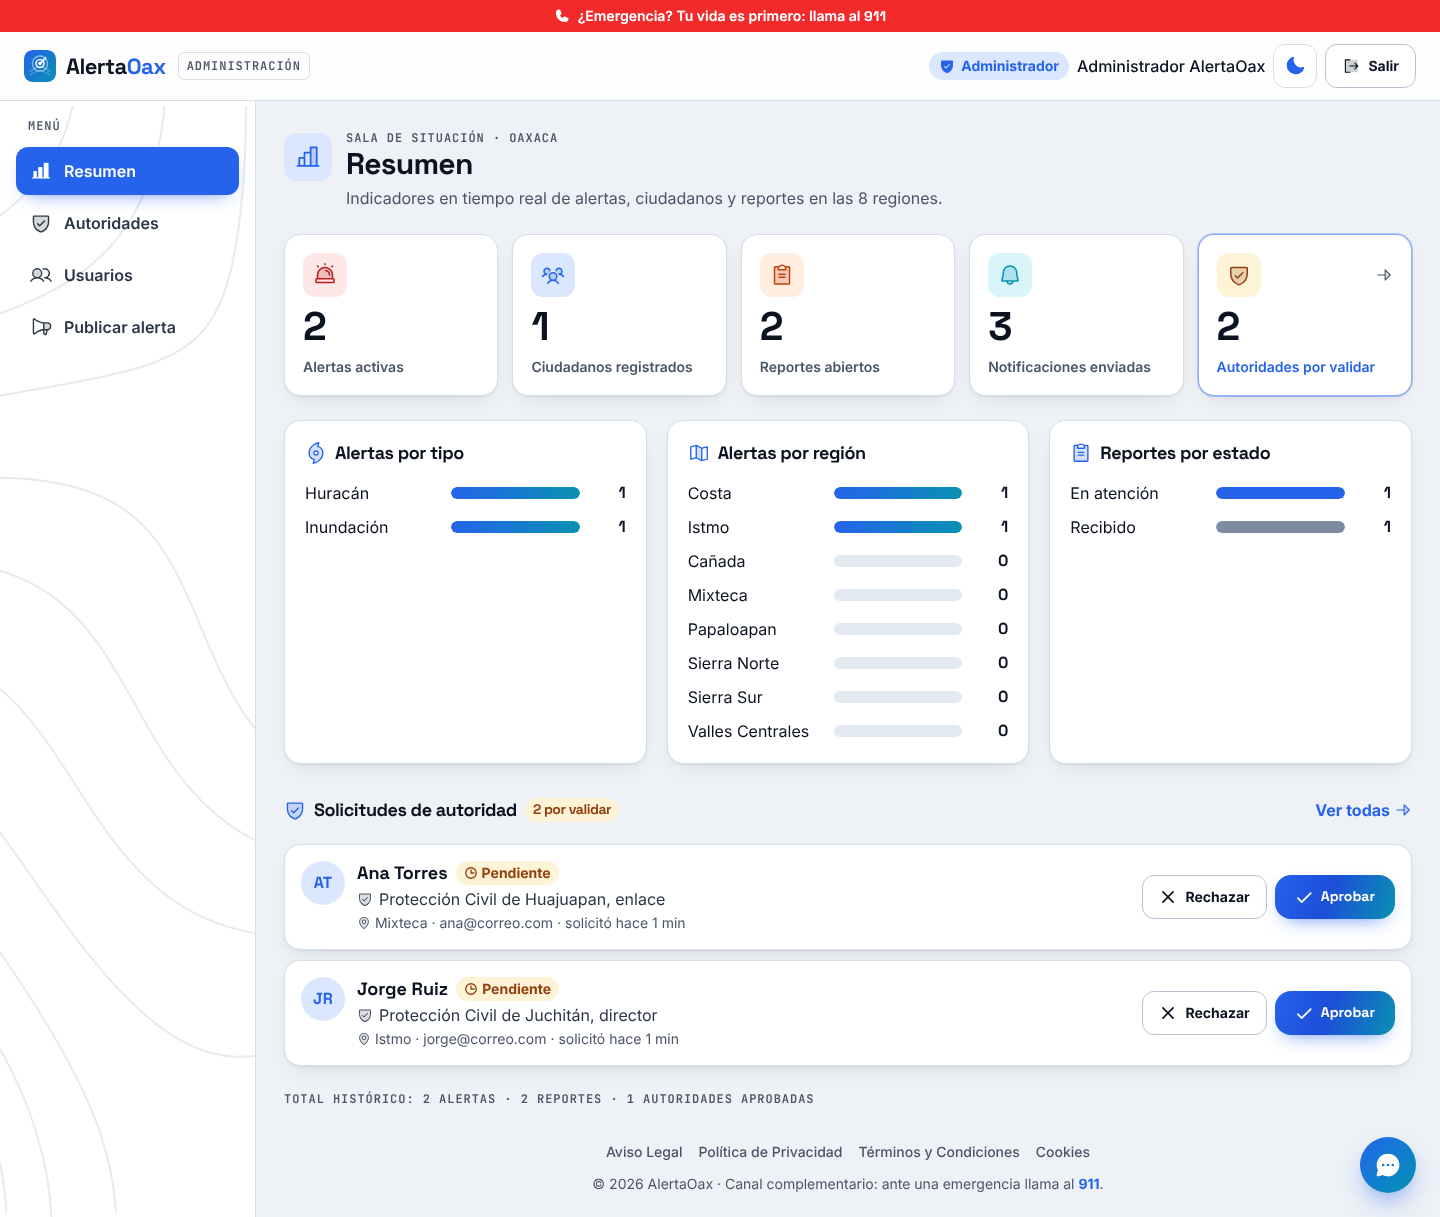 ¿Emergencia? Tu vida es primero: llama al 911
AlertaOax
ADMINISTRACIÓN
Administrador
Administrador AlertaOax
Salir
MENÚ
Resumen
Autoridades
Usuarios
Publicar alerta
SALA DE SITUACIÓN · OAXACA
Resumen
Indicadores en tiempo real de alertas, ciudadanos y reportes en las 8 regiones.
2
Alertas activas
1
Ciudadanos registrados
2
Reportes abiertos
3
Notificaciones enviadas
2
Autoridades por validar
Alertas por tipo
Huracán 1
Inundación 1
Alertas por región
Costa 1
Istmo 1
Cañada 0
Mixteca 0
Papaloapan 0
Sierra Norte 0
Sierra Sur 0
Valles Centrales 0
Reportes por estado
En atención 1
Recibido 1
Solicitudes de autoridad 2 por validar
Ver todas
AT
Ana Torres Pendiente
Protección Civil de Huajuapan, enlace
Mixteca · ana@correo.com · solicitó hace 1 min
Rechazar
Aprobar
JR
Jorge Ruiz Pendiente
Protección Civil de Juchitán, director
Istmo · jorge@correo.com · solicitó hace 1 min
Rechazar
Aprobar
TOTAL HISTÓRICO: 2 ALERTAS · 2 REPORTES · 1 AUTORIDADES APROBADAS
Aviso Legal Política de Privacidad Términos y Condiciones Cookies
© 2026 AlertaOax · Canal complementario: ante una emergencia llama al 911.